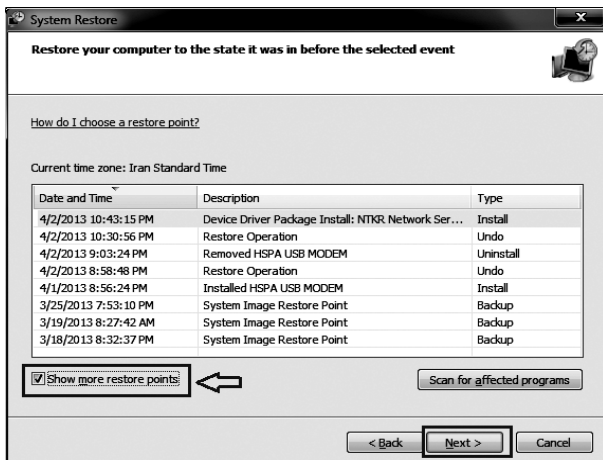 System Restore
Restore your computer to the state it was in before the selected event
How do I choose a restore point?
Current time zone: Iran Standard Time
Date and Time Description Type
4/2/2013 10:43:15 PM Device Driver Package Install: NTKR Network Ser... Install
4/2/2013 10:30:56 PM Restore Operation Undo
4/2/2013 9:03:24 PM Removed HSPA USB MODEM Uninstall
4/2/2013 8:58:48 PM Restore Operation Undo
4/1/2013 8:56:24 PM Installed HSPA USB MODEM Install
3/25/2013 7:53:10 PM System Image Restore Point Backup
3/19/2013 8:27:42 AM System Image Restore Point Backup
3/18/2013 8:32:37 PM System Image Restore Point Backup
Show more restore points Scan for affected programs
< Back Next > Cancel